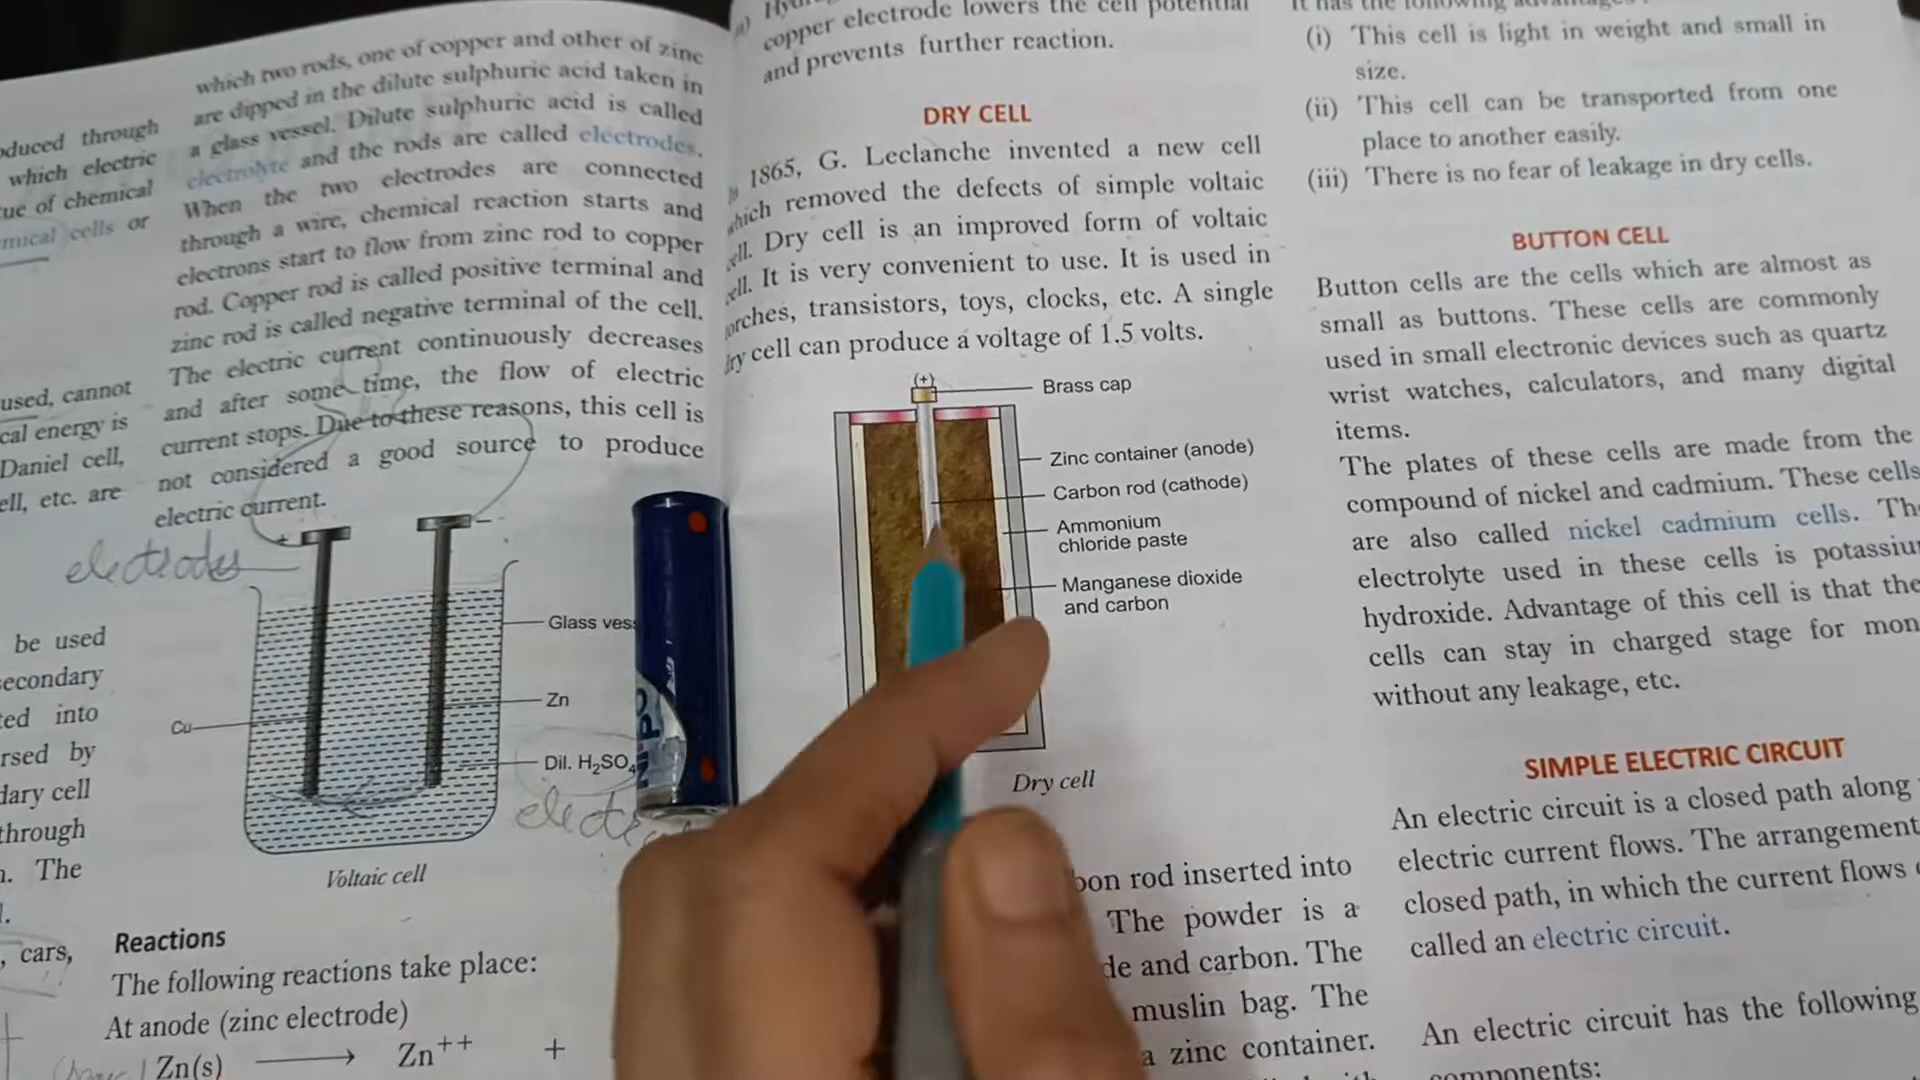 oduced through
which electric
ue of chemical
mical cells or
used, cannot
cal energy is
Daniel cell,
ell, etc. are
be used
econdary
ted into
rsed by
dary cell
through
. The
cars,
which two rods, one of copper and other of zinc
are dipped in the dilute sulphuric acid taken in
a glass vessel. Dilute sulphuric acid is called
electrolyte and the rods are called electrodes.
When the two electrodes are connected
through a wire, chemical reaction starts and
electrons start to flow from zinc rod to copper
rod. Copper rod is called positive terminal and
zinc rod is called negative terminal of the cell.
The electric current continuously decreases
and after some time, the flow of electric
current stops. Due to these reasons, this cell is
not considered a good source to produce
electric current.
electrodes
+
−
Glass vess
Zn
Cu
Dil. H₂SO₄
elect
Voltaic cell
Reactions
The following reactions take place:
At anode (zinc electrode)
Zn(s) ⟶ Zn⁺⁺ +
copper electrode lowers the cell potential
and prevents further reaction.
DRY CELL
1865, G. Leclanche invented a new cell
which removed the defects of simple voltaic
ell. Dry cell is an improved form of voltaic
ell. It is very convenient to use. It is used in
orches, transistors, toys, clocks, etc. A single
ry cell can produce a voltage of 1.5 volts.
(+)
Brass cap
Zinc container (anode)
Carbon rod (cathode)
Ammonium
chloride paste
Manganese dioxide
and carbon
Dry cell
bon rod inserted into
The powder is a
de and carbon. The
muslin bag. The
a zinc container.
It has the following advantages
(i) This cell is light in weight and small in
size.
(ii) This cell can be transported from one
place to another easily.
(iii) There is no fear of leakage in dry cells.
BUTTON CELL
Button cells are the cells which are almost as
small as buttons. These cells are commonly
used in small electronic devices such as quartz
wrist watches, calculators, and many digital
items.
The plates of these cells are made from the
compound of nickel and cadmium. These cells
are also called nickel cadmium cells. Th
electrolyte used in these cells is potassiu
hydroxide. Advantage of this cell is that the
cells can stay in charged stage for mon
without any leakage, etc.
SIMPLE ELECTRIC CIRCUIT
An electric circuit is a closed path along
electric current flows. The arrangement
closed path, in which the current flows
called an electric circuit.
An electric circuit has the following
components: